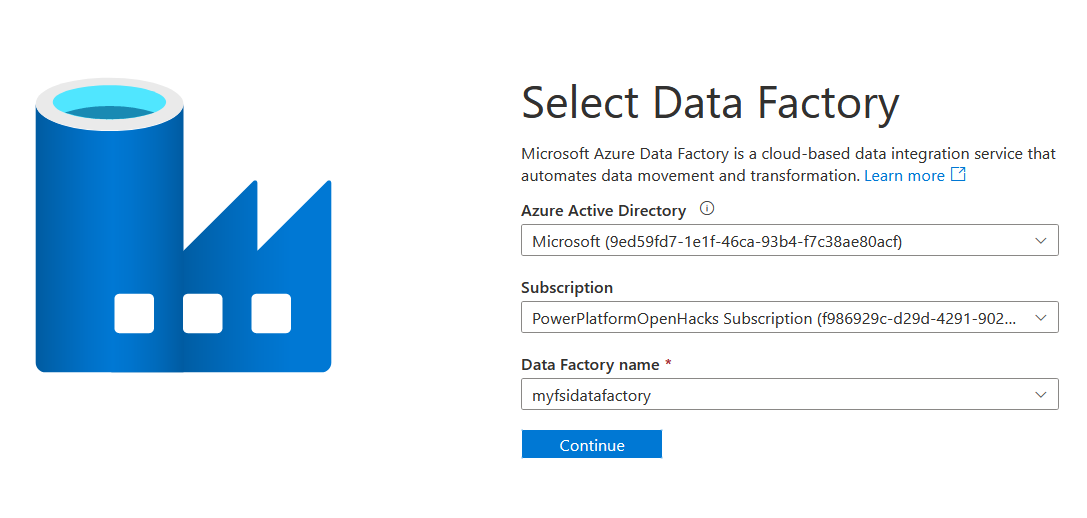 Select Data Factory
Microsoft Azure Data Factory is a cloud-based data integration service that
automates data movement and transformation. Learn more
Azure Active Directory
Microsoft (9ed59fd7-1e1f-46ca-93b4-f7c38ae80acf)
Subscription
PowerPlatformOpenHacks Subscription (f986929c-d29d-4291-902...
Data Factory name *
myfsidatafactory
Continue